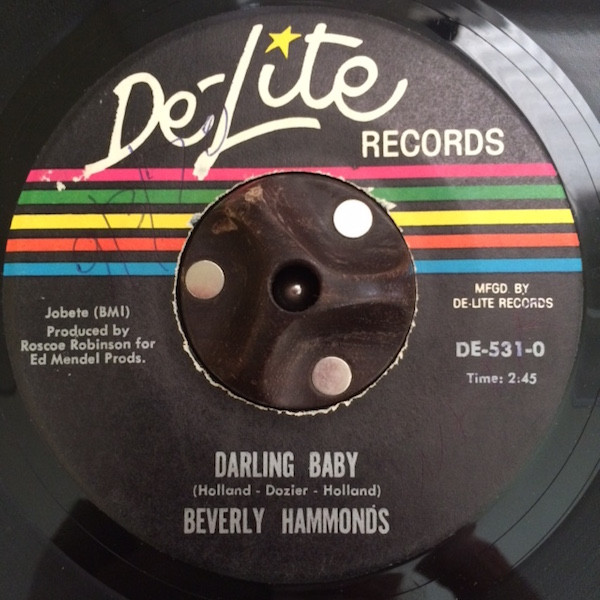 De-Lite
RECORDS
MFGD. BY
DE-LITE RECORDS
Jobete (BMI)
Produced by
Roscoe Robinson for
Ed Mendel Prods.
DE-531-0
Time: 2:45
DARLING BABY
(Holland - Dozier - Holland)
BEVERLY HAMMONDS